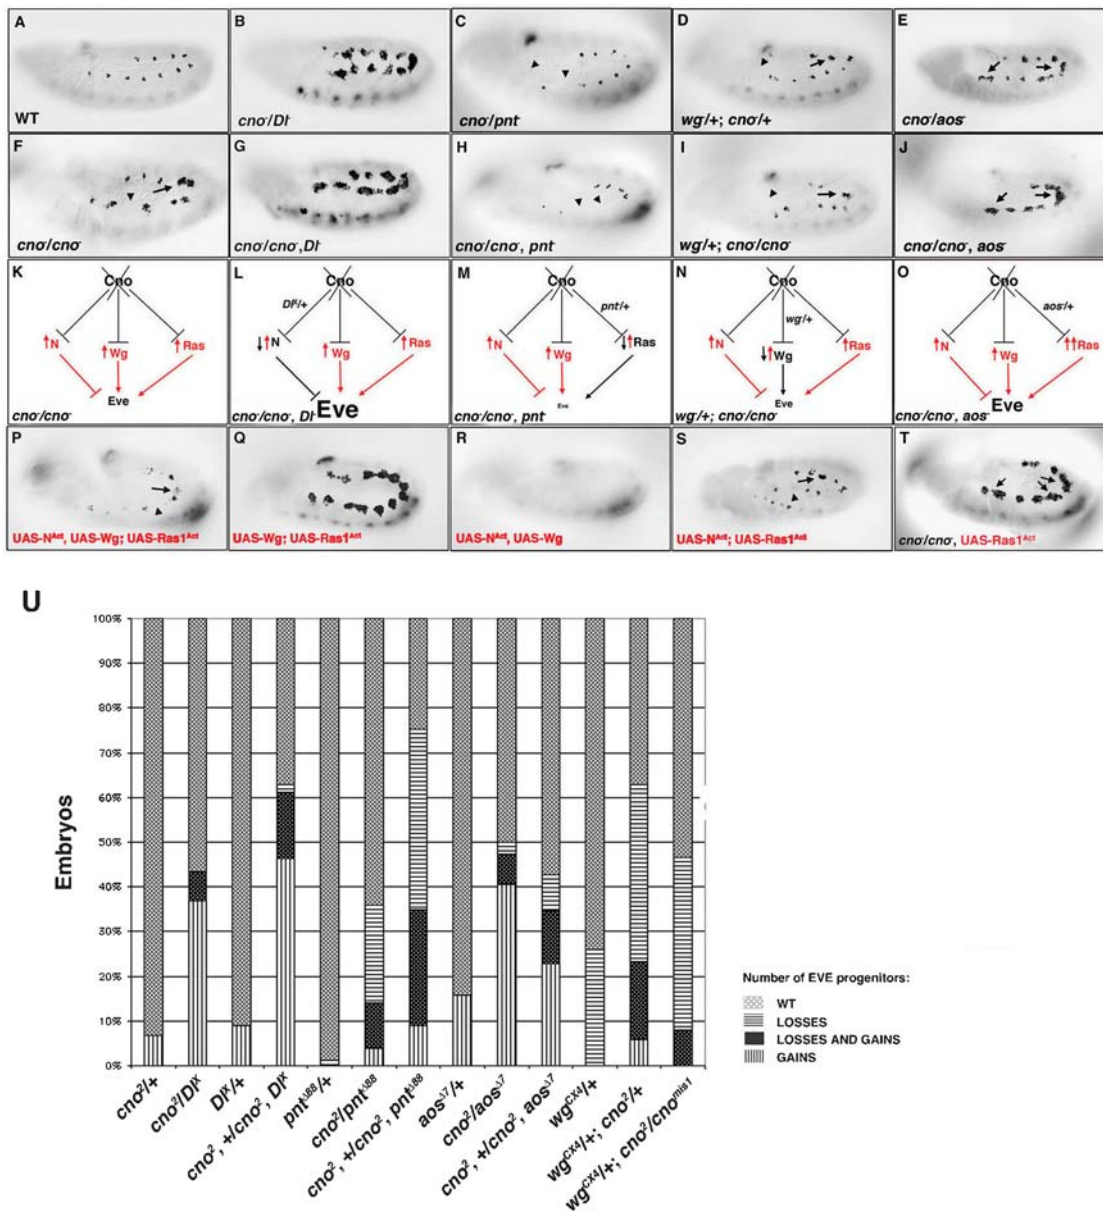 A B C D E
WT cno⁻/Dl⁻ cno⁻/pnt⁻ wg⁻/+; cno⁻/+ cno⁻/aos⁻
F G H I J
cno⁻/cno⁻ cno⁻/cno⁻, Dl⁻ cno⁻/cno⁻, pnt⁻ wg⁻/+; cno⁻/cno⁻ cno⁻/cno⁻, aos⁻
K Cno L Cno M Cno N Cno O Cno
Dl⁻/+ pnt⁻/+ wg⁻/+ aos⁻/+
N Wg Ras N Wg Ras N Wg Ras N Wg Ras N Wg Ras
Eve Eve Eve Eve Eve
cno⁻/cno⁻ cno⁻/cno⁻, Dl⁻ cno⁻/cno⁻, pnt⁻ wg⁻/+; cno⁻/cno⁻ cno⁻/cno⁻, aos⁻
P Q R S T
UAS-Nᴬᶜᵗ, UAS-Wg; UAS-Ras1ᴬᶜᵗ UAS-Wg; UAS-Ras1ᴬᶜᵗ UAS-Nᴬᶜᵗ, UAS-Wg UAS-Nᴬᶜᵗ; UAS-Ras1ᴬᶜᵗ cno⁻/cno⁻, UAS-Ras1ᴬᶜᵗ
U
100%
90%
80%
70%
60%
50%
40%
30%
20%
10%
0%
Embryos
Number of EVE progenitors:
WT
LOSSES
LOSSES AND GAINS
GAINS
cno²/+
cno²/Dlˣ
Dlˣ/+
cno², +/cno², Dlˣ
pntᐞ⁸⁸/+
cno²/pntᐞ⁸⁸
cno², +/cno², pntᐞ⁸⁸
aosᐞ⁷/+
cno²/aosᐞ⁷
cno², +/cno², aosᐞ⁷
wgᶜˣ⁴/+
wgᶜˣ⁴/+; cno²/+
wgᶜˣ⁴/+; cno²/cnoᵐⁱˢ¹